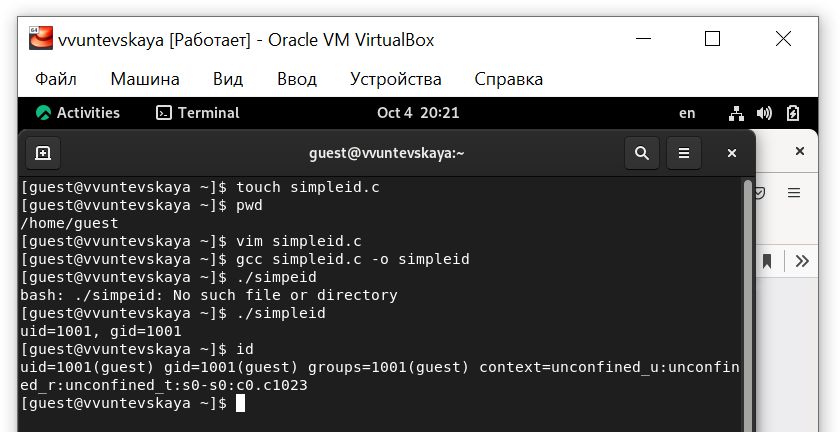 64
vvuntevskaya [Работает] - Oracle VM VirtualBox
Файл Машина Вид Ввод Устройства Справка
Activities Terminal Oct 4 20:21 en
guest@vvuntevskaya:~
[guest@vvuntevskaya ~]$ touch simpleid.c
[guest@vvuntevskaya ~]$ pwd
/home/guest
[guest@vvuntevskaya ~]$ vim simpleid.c
[guest@vvuntevskaya ~]$ gcc simpleid.c -o simpleid
[guest@vvuntevskaya ~]$ ./simpeid
bash: ./simpeid: No such file or directory
[guest@vvuntevskaya ~]$ ./simpleid
uid=1001, gid=1001
[guest@vvuntevskaya ~]$ id
uid=1001(guest) gid=1001(guest) groups=1001(guest) context=unconfined_u:unconfin
ed_r:unconfined_t:s0-s0:c0.c1023
[guest@vvuntevskaya ~]$